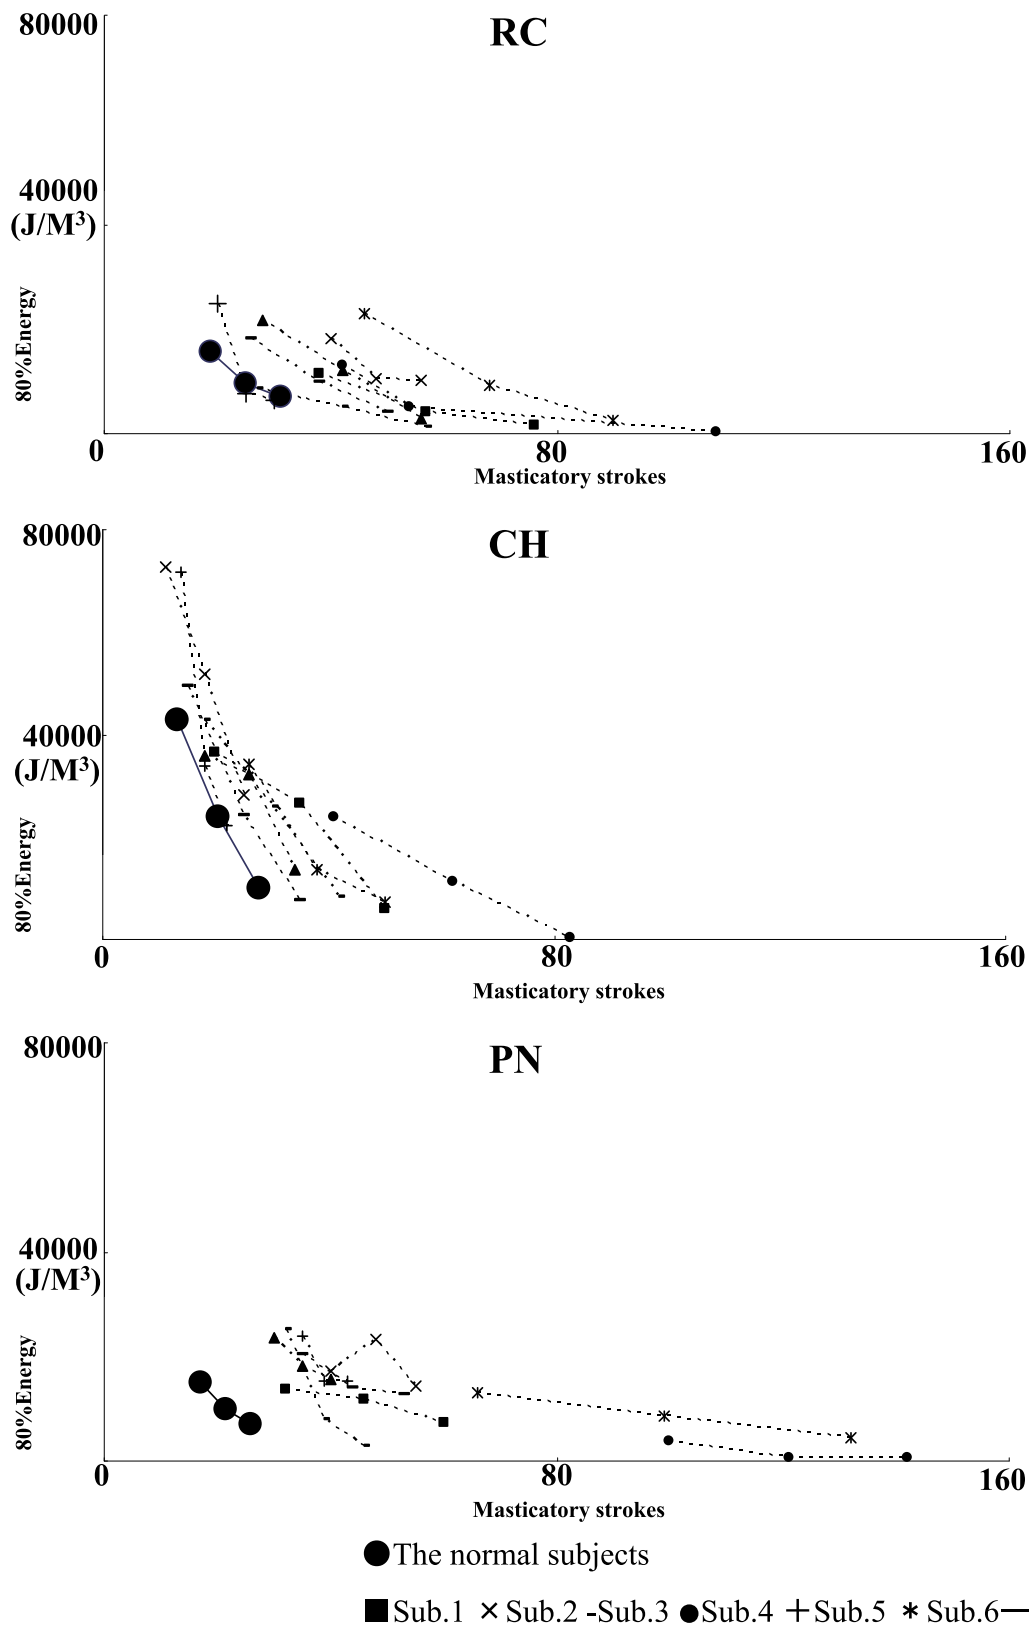 80000
RC
40000
(J/M³)
80%Energy
0
80
160
Masticatory strokes
80000
CH
40000
(J/M³)
80%Energy
0
80
160
Masticatory strokes
80000
PN
40000
(J/M³)
80%Energy
0
80
160
Masticatory strokes
The normal subjects
Sub.1 × Sub.2 -Sub.3 ●Sub.4 +Sub.5 * Sub.6—